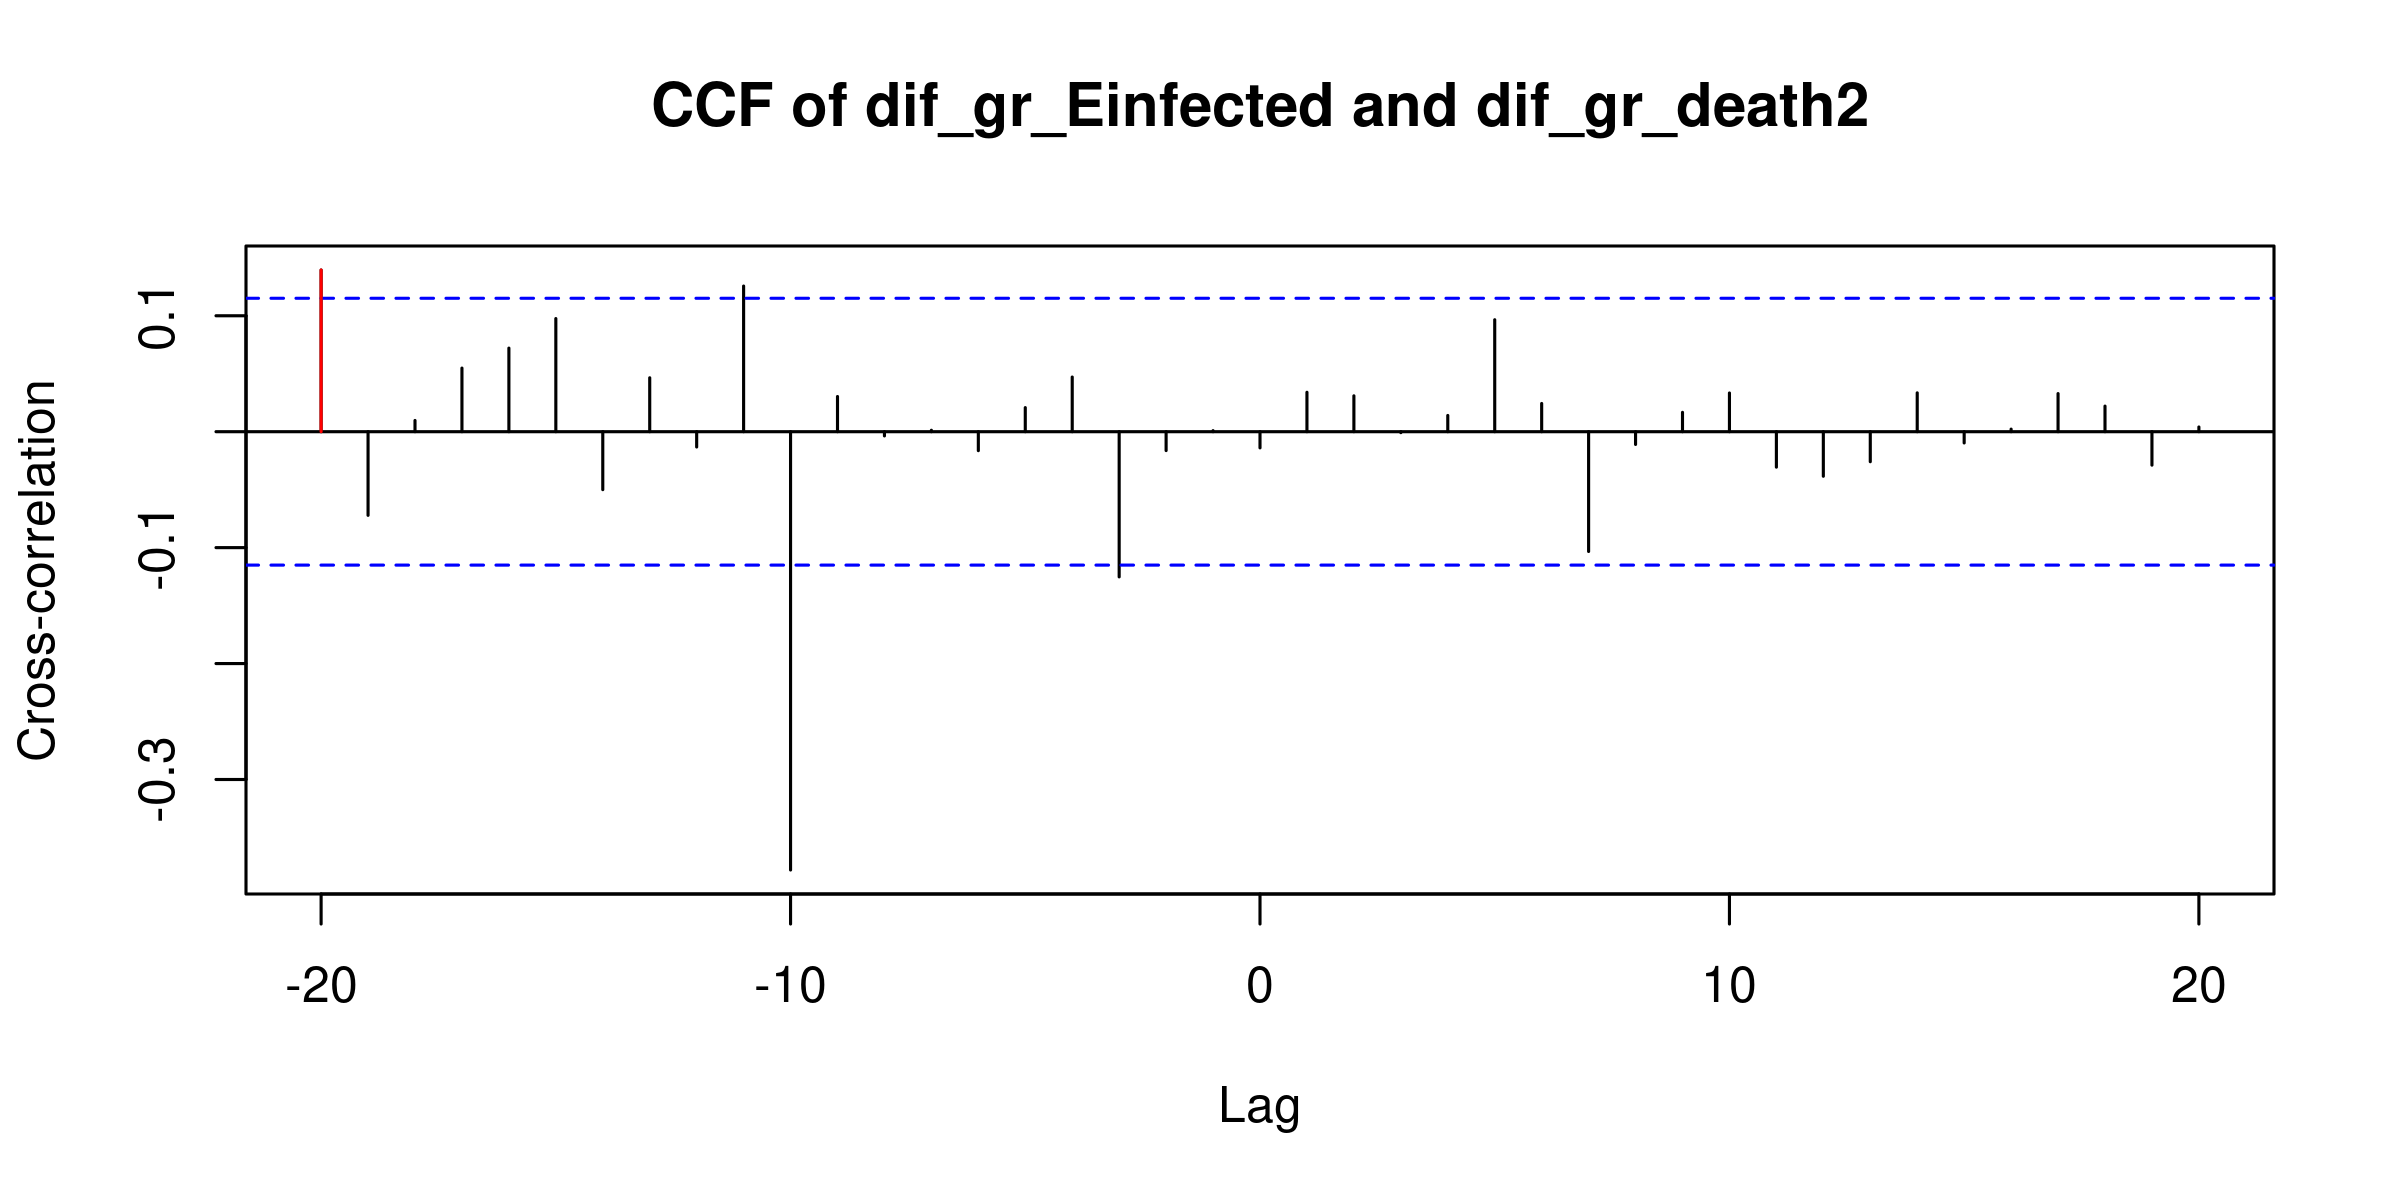 CCF of dif_gr_Einfected and dif_gr_death2
Cross-correlation
0.1
-0.1
-0.3
-20 -10 0 10 20
Lag